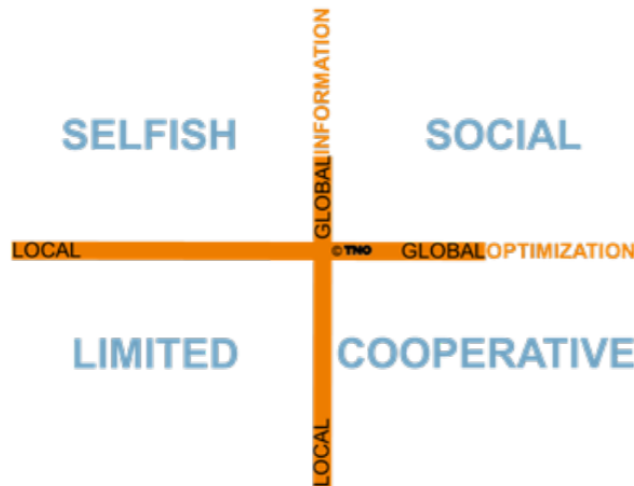 GLOBAL INFORMATION
SELFISH
SOCIAL
LOCAL
© TNO
GLOBAL OPTIMIZATION
LIMITED
COOPERATIVE
LOCAL